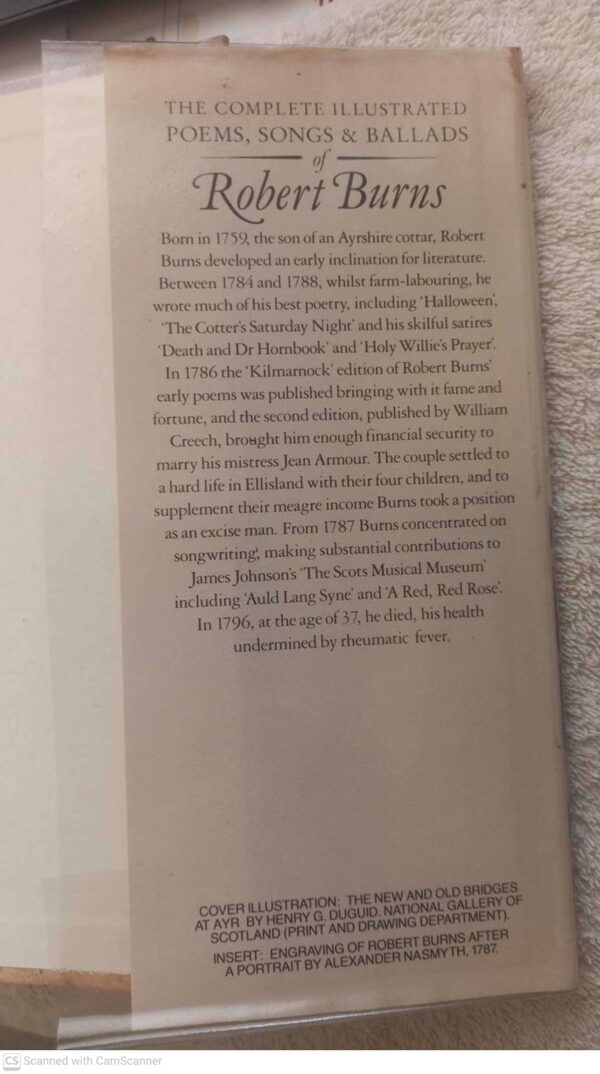 THE COMPLETE ILLUSTRATED
POEMS, SONGS & BALLADS
of
Robert Burns
Born in 1759, the son of an Ayrshire cottar, Robert
Burns developed an early inclination for literature.
Between 1784 and 1788, whilst farm-labouring, he
wrote much of his best poetry, including 'Halloween',
'The Cotter's Saturday Night' and his skilful satires
'Death and Dr Hornbook' and 'Holy Willie's Prayer'.
In 1786 the 'Kilmarnock' edition of Robert Burns'
early poems was published bringing with it fame and
fortune, and the second edition, published by William
Creech, brought him enough financial security to
marry his mistress Jean Armour. The couple settled to
a hard life in Ellisland with their four children, and to
supplement their meagre income Burns took a position
as an excise man. From 1787 Burns concentrated on
songwriting, making substantial contributions to
James Johnson's 'The Scots Musical Museum'
including 'Auld Lang Syne' and 'A Red, Red Rose'.
In 1796, at the age of 37, he died, his health
undermined by rheumatic fever.
COVER ILLUSTRATION: THE NEW AND OLD BRIDGES
AT AYR BY HENRY G. DUGUID. NATIONAL GALLERY OF
SCOTLAND (PRINT AND DRAWING DEPARTMENT).
INSERT: ENGRAVING OF ROBERT BURNS AFTER
A PORTRAIT BY ALEXANDER NASMYTH, 1787.
CS Scanned with CamScanner